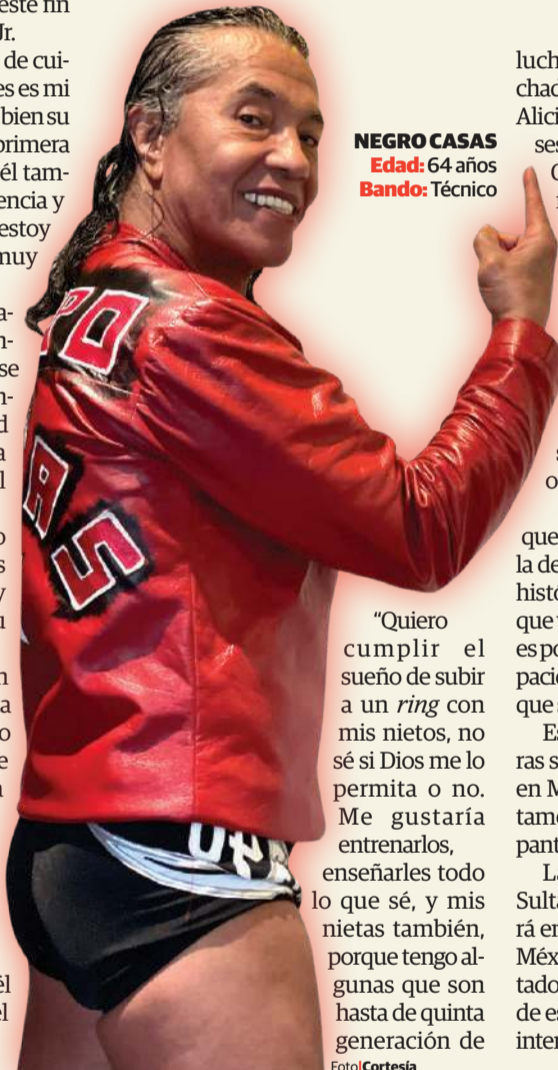 este fin
Jr.
de cui-
es es mi
bien su
primera
él tam-
encia y
estoy
muy
NEGRO CASAS
Edad: 64 años
Bando: Técnico
“Quiero
cumplir el
sueño de subir
a un ring con
mis nietos, no
sé si Dios me lo
permita o no.
Me gustaría
entrenarlos,
enseñarles todo
lo que sé, y mis
nietas también,
porque tengo al-
gunas que son
hasta de quinta
generación de
Foto|Cortesía
luch
chad
Alici
ses
que
la de
histó
que
es po
pacie
que s
Es
ras s
en M
tamo
pant
La
Sulta
rá en
Méx
tado
de es
inter